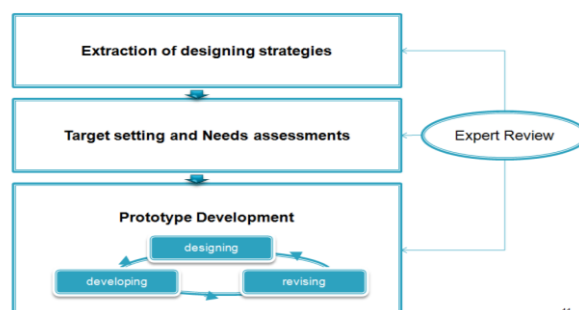 Extraction of designing strategies
Target setting and Needs assessments
Expert Review
Prototype Development
designing
developing
revising